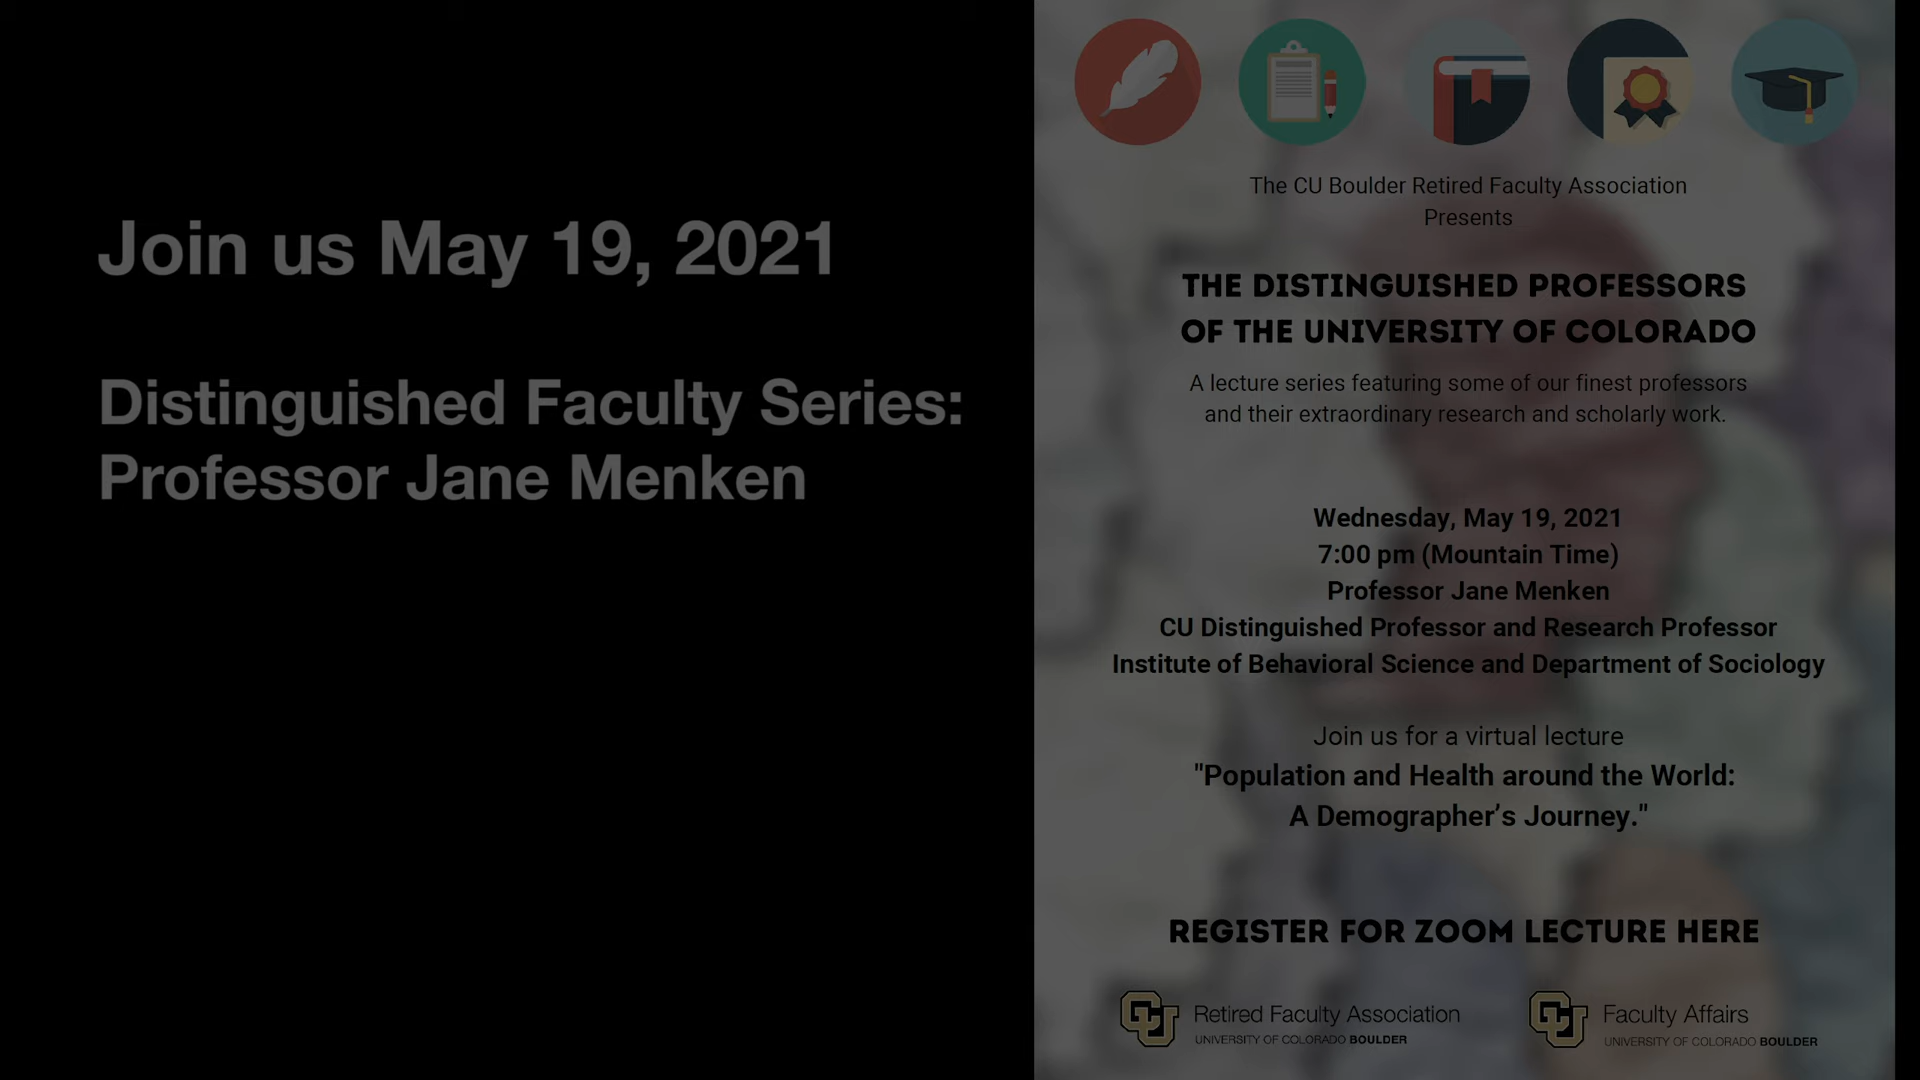 Join us May 19, 2021
Distinguished Faculty Series:
Professor Jane Menken
The CU Boulder Retired Faculty Association
Presents
THE DISTINGUISHED PROFESSORS
OF THE UNIVERSITY OF COLORADO
A lecture series featuring some of our finest professors
and their extraordinary research and scholarly work.
Wednesday, May 19, 2021
7:00 pm (Mountain Time)
Professor Jane Menken
CU Distinguished Professor and Research Professor
Institute of Behavioral Science and Department of Sociology
Join us for a virtual lecture
"Population and Health around the World:
A Demographer’s Journey."
REGISTER FOR ZOOM LECTURE HERE
CU Retired Faculty Association
UNIVERSITY OF COLORADO BOULDER
CU Faculty Affairs
UNIVERSITY OF COLORADO BOULDER